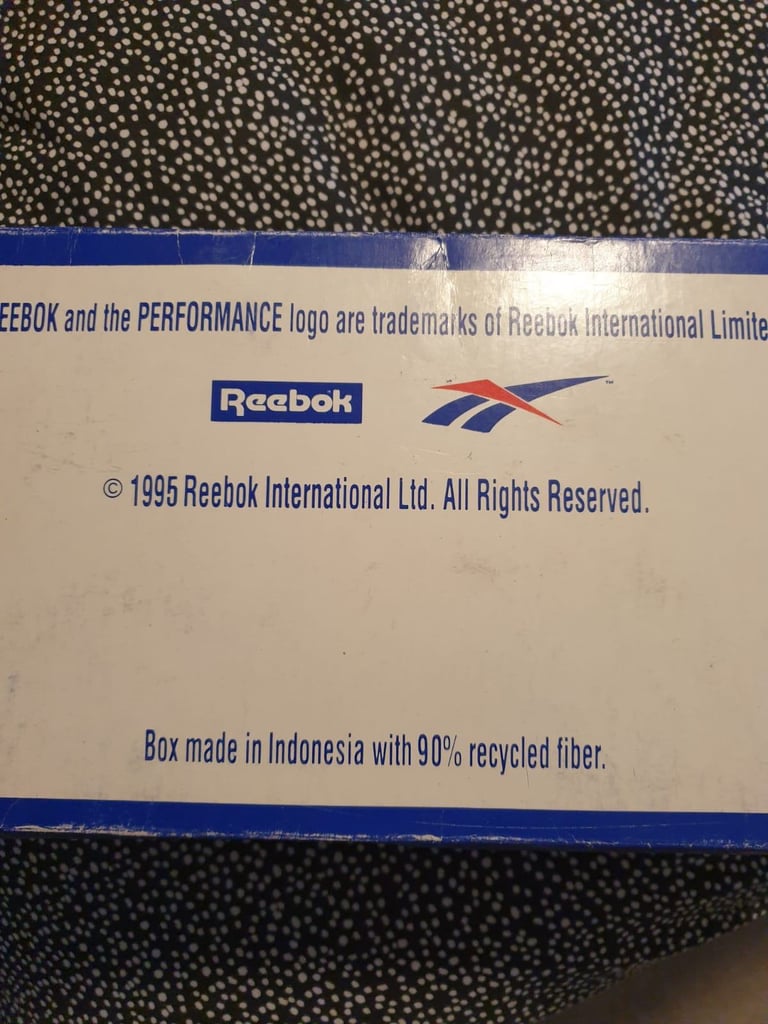 EEBOK and the PERFORMANCE logo are trademarks of Reebok International Limite
Reebok
™
© 1995 Reebok International Ltd. All Rights Reserved.
Box made in Indonesia with 90% recycled fiber.